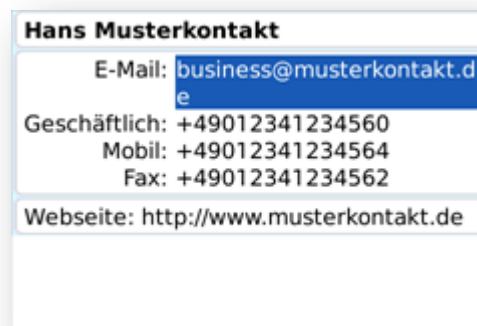 Hans Musterkontakt
E-Mail: business@musterkontakt.d
e
Geschäftlich: +49012341234560
Mobil: +49012341234564
Fax: +49012341234562
Webseite: http://www.musterkontakt.de